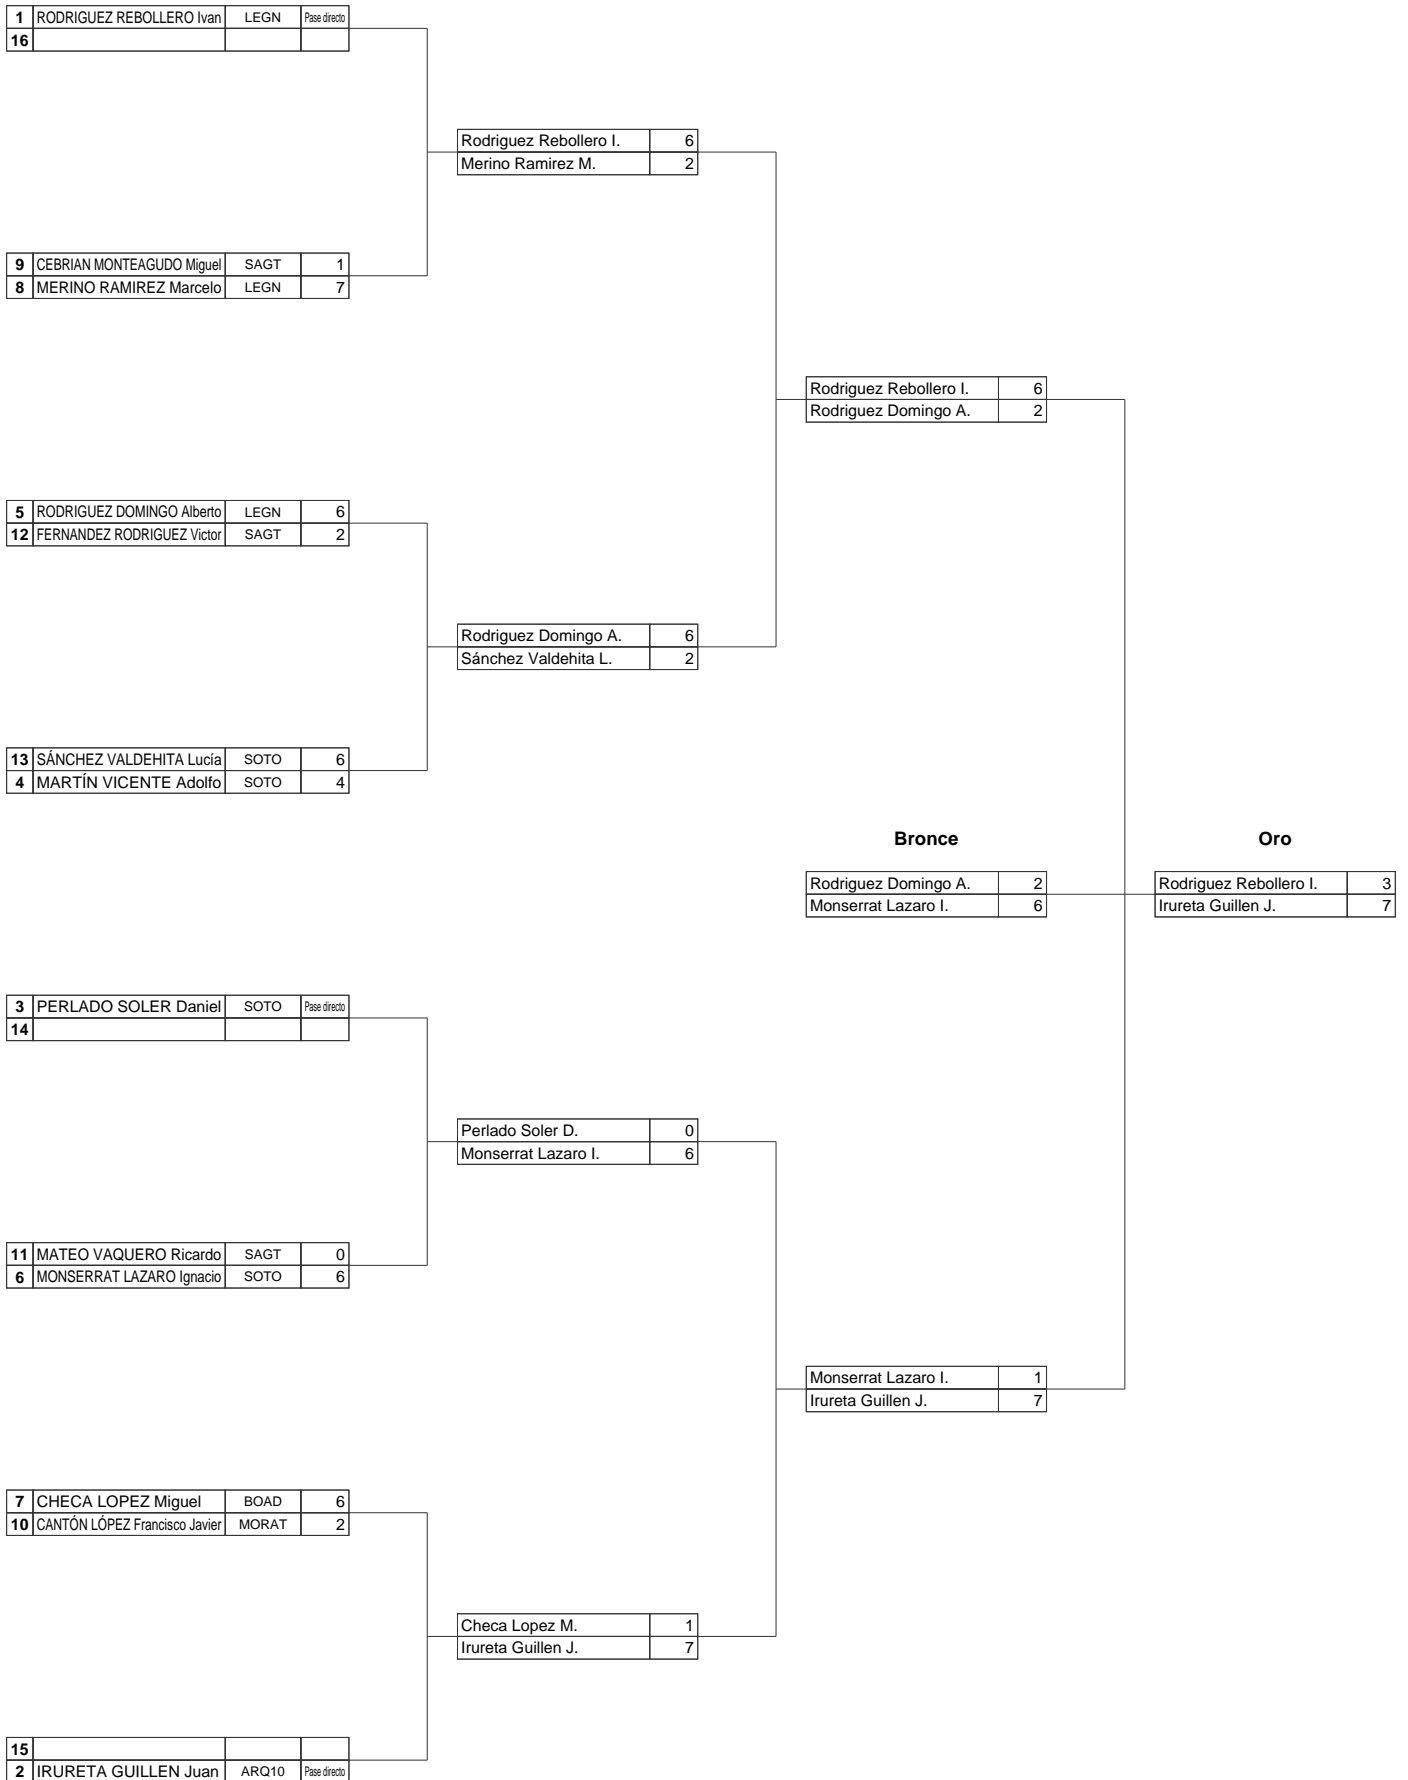 1 RODRIGUEZ REBOLLERO Ivan LEGN Pase directo
16
Rodriguez Rebollero I. 6
Merino Ramirez M. 2
9 CEBRIAN MONTEAGUDO Miguel SAGT 1
8 MERINO RAMIREZ Marcelo LEGN 7
Rodriguez Rebollero I. 6
Rodriguez Domingo A. 2
5 RODRIGUEZ DOMINGO Alberto LEGN 6
12 FERNANDEZ RODRIGUEZ Victor SAGT 2
Rodriguez Domingo A. 6
Sánchez Valdehita L. 2
13 SÁNCHEZ VALDEHITA Lucía SOTO 6
4 MARTÍN VICENTE Adolfo SOTO 4
Bronce Oro
Rodriguez Domingo A. 2 Rodriguez Rebollero I. 3
Monserrat Lazaro I. 6 Irureta Guillen J. 7
3 PERLADO SOLER Daniel SOTO Pase directo
14
Perlado Soler D. 0
Monserrat Lazaro I. 6
11 MATEO VAQUERO Ricardo SAGT 0
6 MONSERRAT LAZARO Ignacio SOTO 6
Monserrat Lazaro I. 1
Irureta Guillen J. 7
7 CHECA LOPEZ Miguel BOAD 6
10 CANTÓN LÓPEZ Francisco Javier MORAT 2
Checa Lopez M. 1
Irureta Guillen J. 7
15
2 IRURETA GUILLEN Juan ARQ10 Pase directo